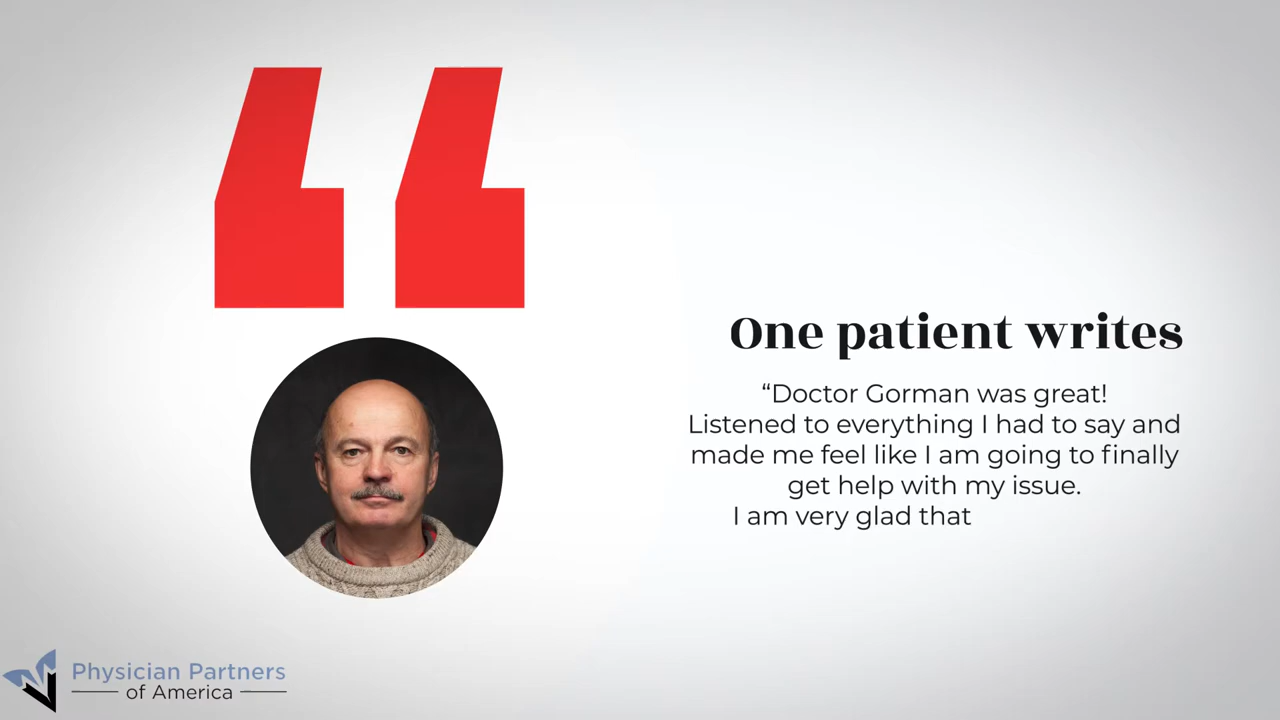 One patient writes
“Doctor Gorman was great!
Listened to everything I had to say and
made me feel like I am going to finally
get help with my issue.
I am very glad that
Physician Partners
of America